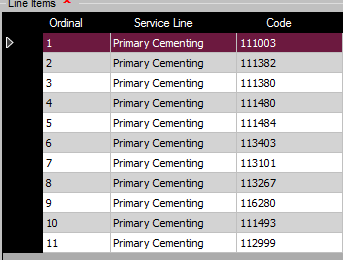 Line Items
Ordinal Service Line Code
1 Primary Cementing 111003
2 Primary Cementing 111382
3 Primary Cementing 111380
4 Primary Cementing 111480
5 Primary Cementing 111484
6 Primary Cementing 113403
7 Primary Cementing 113101
8 Primary Cementing 113267
9 Primary Cementing 116280
10 Primary Cementing 111493
11 Primary Cementing 112999